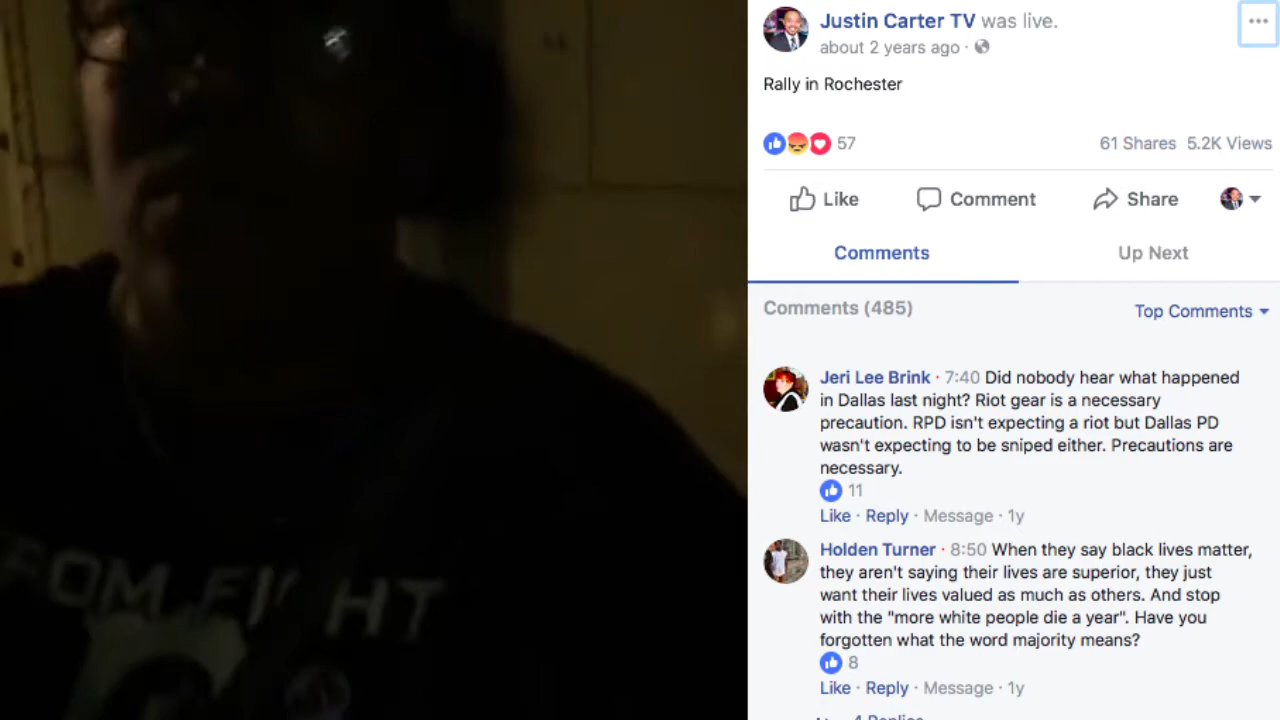 Justin Carter TV was live.
about 2 years ago ·
Rally in Rochester
57
61 Shares 5.2K Views
Like Comment Share
Comments Up Next
Comments (485)
Top Comments
Jeri Lee Brink · 7:40 Did nobody hear what happened
in Dallas last night? Riot gear is a necessary
precaution. RPD isn't expecting a riot but Dallas PD
wasn't expecting to be sniped either. Precautions are
necessary.
11
Like · Reply · Message · 1y
Holden Turner · 8:50 When they say black lives matter,
they aren't saying their lives are superior, they just
want their lives valued as much as others. And stop
with the "more white people die a year". Have you
forgotten what the word majority means?
8
Like · Reply · Message · 1y
4 Replies